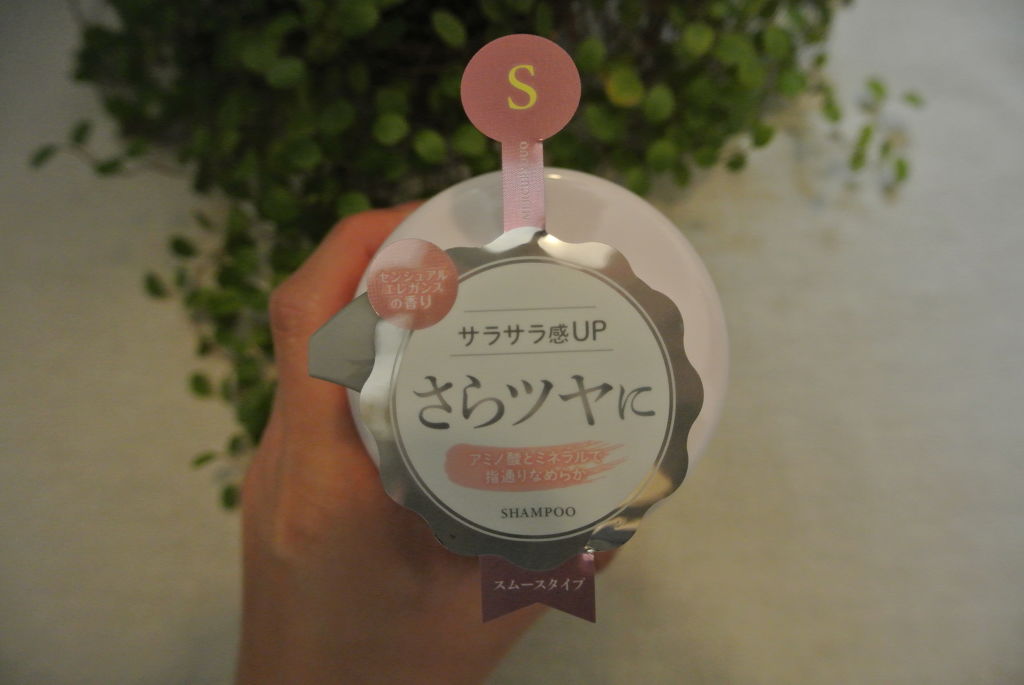 S
センシュアル
エレガンス
の香り
サラサラ感UP
さらツヤに
アミノ酸とミネラルで
指通りなめらか
SHAMPOO
スムースタイプ